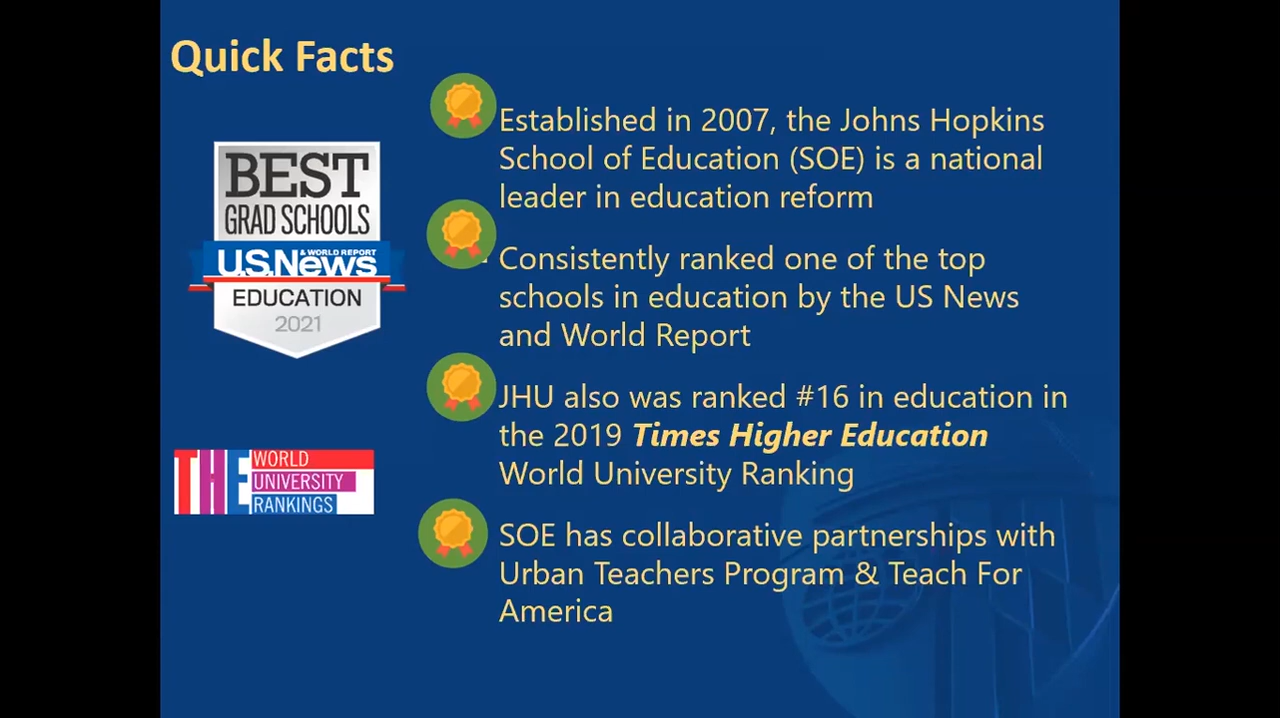 Quick Facts
Established in 2007, the Johns Hopkins
School of Education (SOE) is a national
leader in education reform
Consistently ranked one of the top
schools in education by the US News
and World Report
JHU also was ranked #16 in education in
the 2019 Times Higher Education
World University Ranking
SOE has collaborative partnerships with
Urban Teachers Program & Teach For
America
BEST
GRAD SCHOOLS
U.S.News & WORLD REPORT
EDUCATION
2021
THE WORLD
UNIVERSITY
RANKINGS